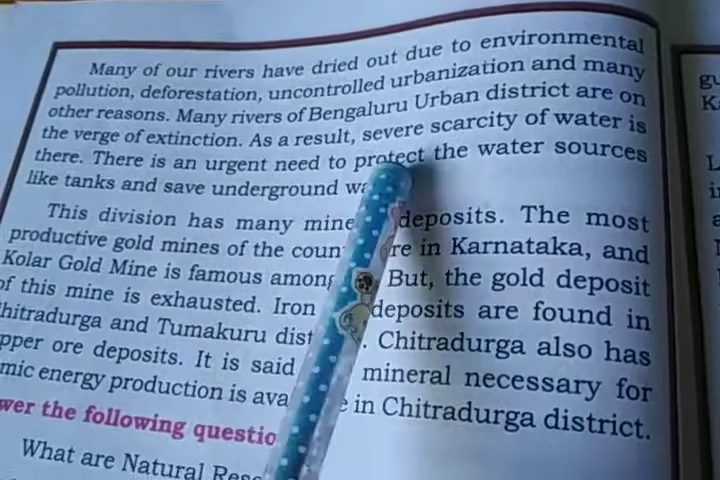 Many of our rivers have dried out due to environmental
pollution, deforestation, uncontrolled urbanization and many
other reasons. Many rivers of Bengaluru Urban district are on
the verge of extinction. As a result, severe scarcity of water is
there. There is an urgent need to protect the water sources
like tanks and save underground wa
This division has many mine deposits. The most
productive gold mines of the coun re in Karnataka, and
Kolar Gold Mine is famous among But, the gold deposit
of this mine is exhausted. Iron deposits are found in
hitradurga and Tumakuru dist . Chitradurga also has
pper ore deposits. It is said mineral necessary for
mic energy production is ava e in Chitradurga district.
wer the following questio
What are Natural Res
gu
K
L
i
a